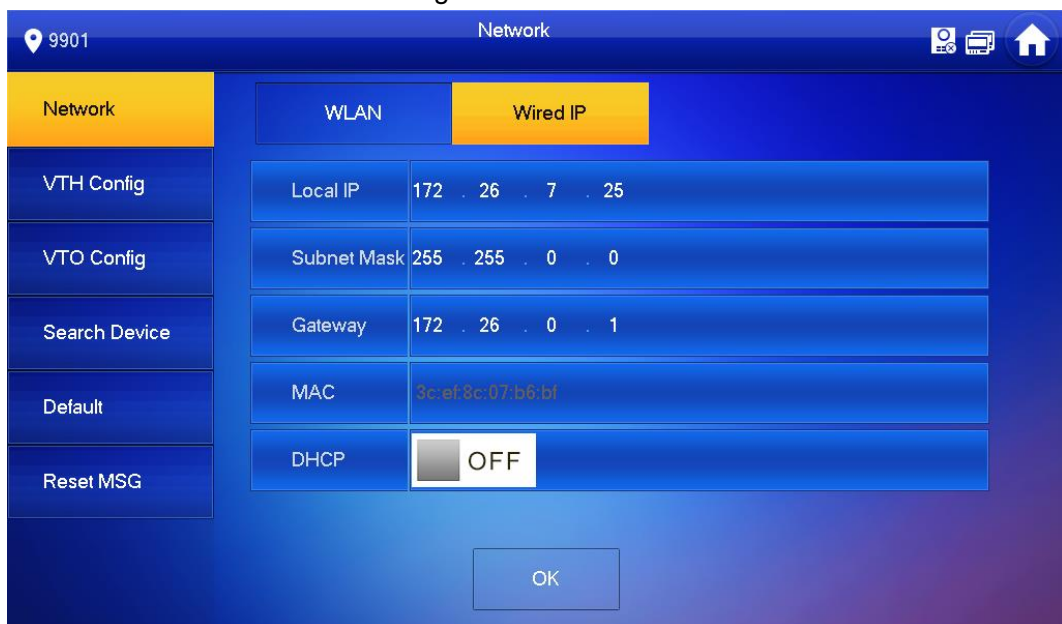 9901
Network
Network
WLAN
Wired IP
VTH Config
Local IP 172 . 26 . 7 . 25
VTO Config
Subnet Mask 255 . 255 . 0 . 0
Search Device
Gateway 172 . 26 . 0 . 1
Default
MAC 3c:ef:8c:07:b6:bf
Reset MSG
DHCP OFF
OK